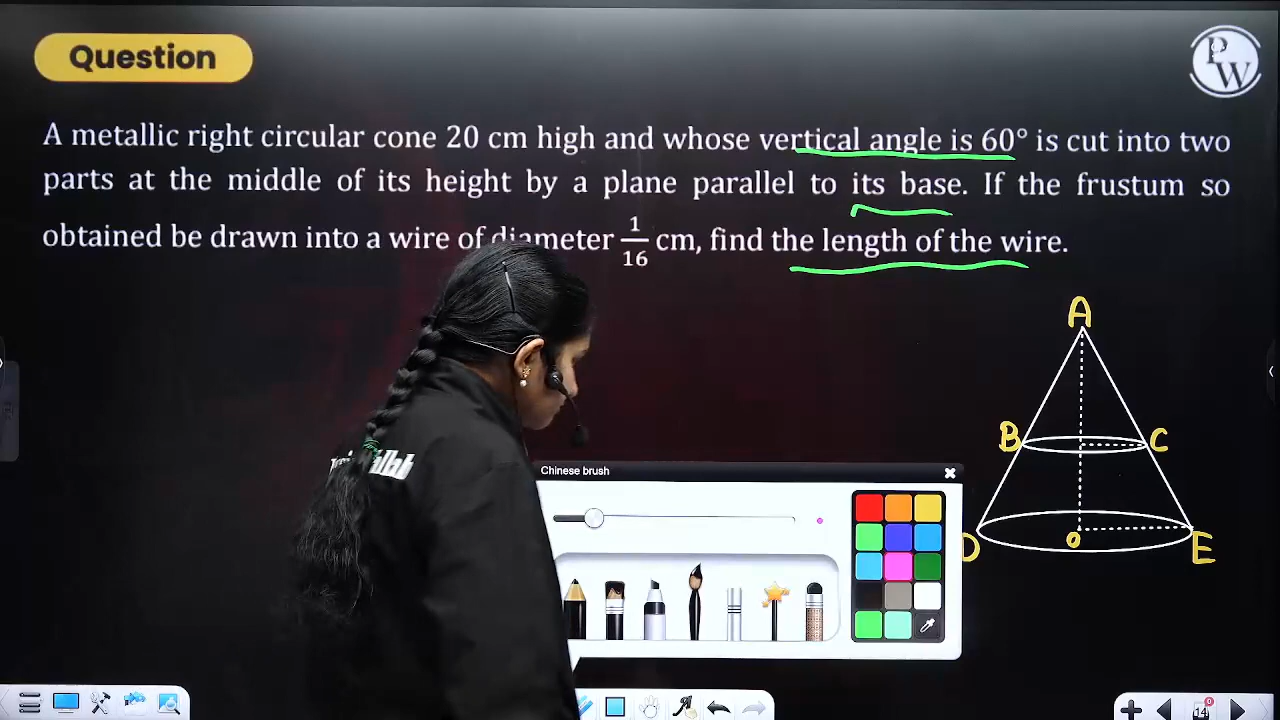 Question
PW
A metallic right circular cone 20 cm high and whose vertical angle is 60° is cut into two
parts at the middle of its height by a plane parallel to its base. If the frustum so
obtained be drawn into a wire of diameter 1/16 cm, find the length of the wire.
A
B C
D O E
Chinese brush
14